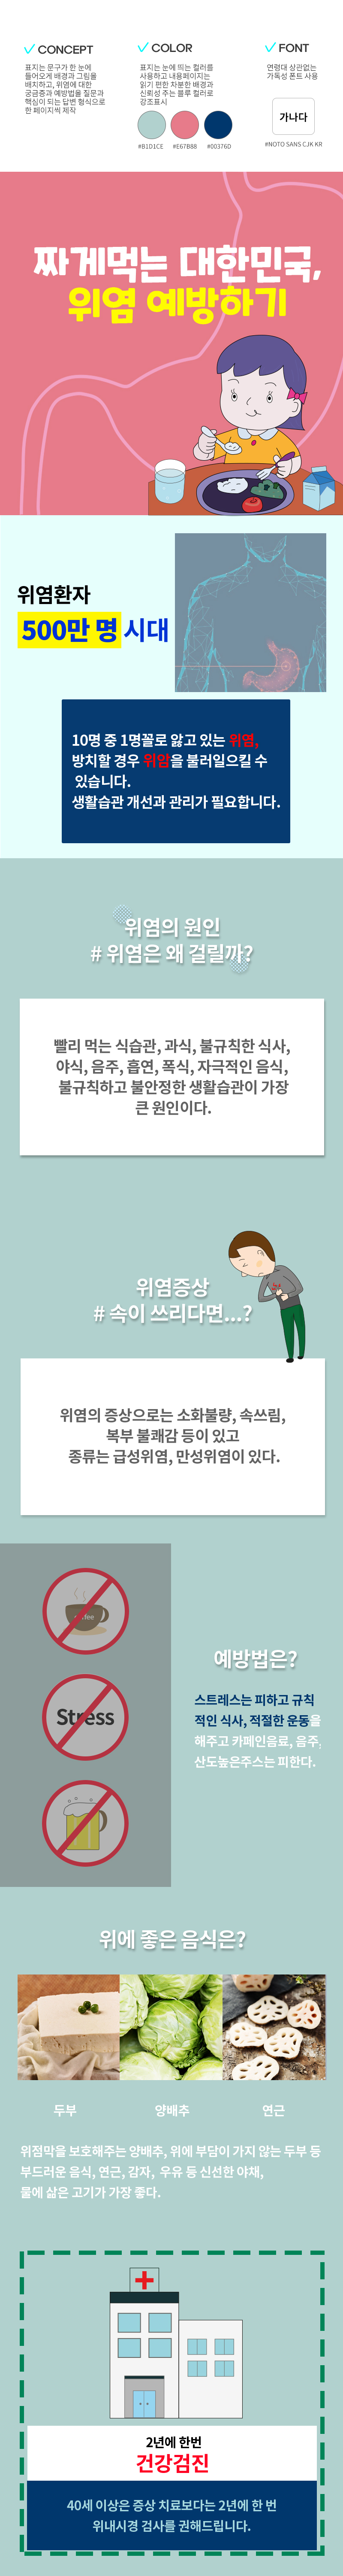 CONCEPT
표지는 문구가 한 눈에
들어오게 배경과 그림을
배치하고, 위염에 대한
궁금증과 예방법을 질문과
핵심이 되는 답변 형식으로
한 페이지씩 제작
COLOR
표지는 눈에 띄는 컬러를
사용하고 내용페이지는
읽기 편한 차분한 배경과
신뢰성 주는 블루 컬러로
강조표시
#B1D1CE #E67B88 #00376D
FONT
연령대 상관없는
가독성 폰트 사용
가나다
#NOTO SANS CJK KR
짜게먹는 대한민국,
위염 예방하기
위염환자
500만 명 시대
10명 중 1명꼴로 앓고 있는 위염,
방치할 경우 위암을 불러일으킬 수
있습니다.
생활습관 개선과 관리가 필요합니다.
위염의 원인
# 위염은 왜 걸릴까?
빨리 먹는 식습관, 과식, 불규칙한 식사,
야식, 음주, 흡연, 폭식, 자극적인 음식,
불규칙하고 불안정한 생활습관이 가장
큰 원인이다.
위염증상
# 속이 쓰리다면...?
위염의 증상으로는 소화불량, 속쓰림,
복부 불쾌감 등이 있고
종류는 급성위염, 만성위염이 있다.
Stress
예방법은?
스트레스는 피하고 규칙
적인 식사, 적절한 운동을
해주고 카페인음료, 음주,
산도높은주스는 피한다.
위에 좋은 음식은?
두부 양배추 연근
위점막을 보호해주는 양배추, 위에 부담이 가지 않는 두부 등
부드러운 음식, 연근, 감자, 우유 등 신선한 야채,
물에 삶은 고기가 가장 좋다.
2년에 한번
건강검진
40세 이상은 증상 치료보다는 2년에 한 번
위내시경 검사를 권해드립니다.